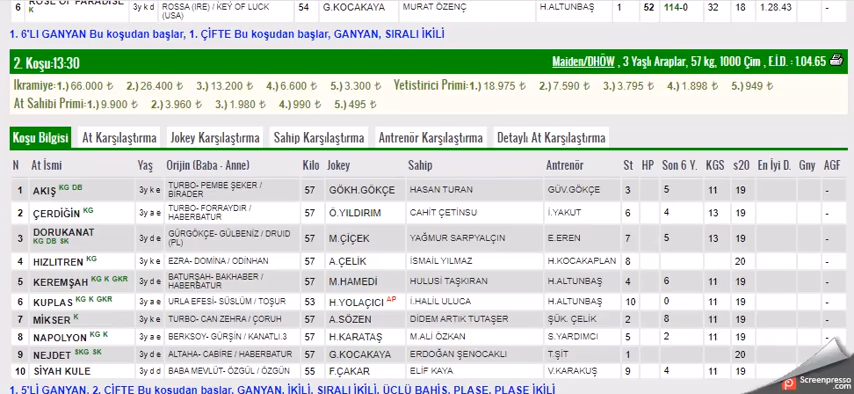 6 ROSE OF PARADISE K 3y k d ROSSA (IRE) / KEY OF LUCK (USA) 54 G.KOCAKAYA MURAT ÖZENÇ H.ALTUNBAŞ 1 52 114-0 32 18 1.28.43 -
1. 6'LI GANYAN Bu koşudan başlar, 1. ÇİFTE Bu koşudan başlar, GANYAN, SIRALI İKİLİ
2. Koşu:13:30 Maiden/DHÖW , 3 Yaşlı Araplar, 57 kg, 1000 Çim , E.İ.D. : 1.04.65
Ikramiye: 1.) 66.000 ₺ 2.) 26.400 ₺ 3.) 13.200 ₺ 4.) 6.600 ₺ 5.) 3.300 ₺ Yetistirici Primi: 1.) 18.975 ₺ 2.) 7.590 ₺ 3.) 3.795 ₺ 4.) 1.898 ₺ 5.) 949 ₺
At Sahibi Primi: 1.) 9.900 ₺ 2.) 3.960 ₺ 3.) 1.980 ₺ 4.) 990 ₺ 5.) 495 ₺
Koşu Bilgisi At Karşılaştırma Jokey Karşılaştırma Sahip Karşılaştırma Antrenör Karşılaştırma Detaylı At Karşılaştırma
N At İsmi Yaş Orijin (Baba - Anne) Kilo Jokey Sahip Antrenör St HP Son 6 Y. KGS s20 En İyi D. Gny AGF
1 AKIŞ KG DB 3y k e TURBO- PEMBE ŞEKER / BIRADER 57 GÖKH.GÖKÇE HASAN TURAN GÜV.GÖKÇE 3 5 11 19 -
2 ÇERDİĞİN KG 3y a e TURBO- FORRAYDIR / HABERBATUR 57 Ö.YILDIRIM CAHİT ÇETİNSU İ.YAKUT 6 4 13 19 -
3 DORUKANAT KG DB SK 3y d e GÜRGÖKÇE- GÜLBENİZ / DRUID (PL) 57 M.ÇİÇEK YAĞMUR SARPYALÇIN E.EREN 7 5 13 19 -
4 HIZLITREN KG 3y k e EZRA- DOMİNA / ODİNHAN 57 A.ÇELİK İSMAİL YILMAZ H.KOCAKAPLAN 8 20 -
5 KEREMŞAH KG K GKR 3y d e BATURŞAH- BAKHABER / HABERBATUR 57 M.HAMEDİ HULUSİ TAŞKIRAN H.ALTUNBAŞ 4 6 11 19 -
6 KUPLAS KG K GKR 3y a e URLA EFESİ- SÜSLÜM / TOŞUR 53 H.YOLAÇICI AP İ.HALİL ULUCA H.ALTUNBAŞ 10 0 11 19 -
7 MİKSER K 3y k e TURBO- CAN ZEHRA / ÇORUH 57 A.SÖZEN DİDEM ARTIK TUTAŞER ŞÜK. ÇELİK 2 8 11 19 -
8 NAPOLYON KG K 3y a e BERKSOY- GÜRŞİN / KANATLI.3 57 H.KARATAŞ M.ALİ ÖZKAN S.YARDIMCI 5 2 11 19 -
9 NEJDET SKG SK 3y d e ALTAHA- CABİRE / HABERBATUR 57 G.KOCAKAYA ERDOĞAN ŞENOCAKLI T.ŞİT 1 20
10 SİYAH KULE 3y d d BABA MEVLÜT- ÖZGÜL / ÖZGÜN 55 F.ÇAKAR ELİF KAYA V.KARAKUŞ 9 4 11 19
1. 5'Lİ GANYAN, 2. ÇİFTE Bu koşudan başlar, GANYAN, İKİLİ, SIRALI İKİLİ, ÜÇLÜ BAHİS, PLASE, PLASE İKİLİ
Screenpresso